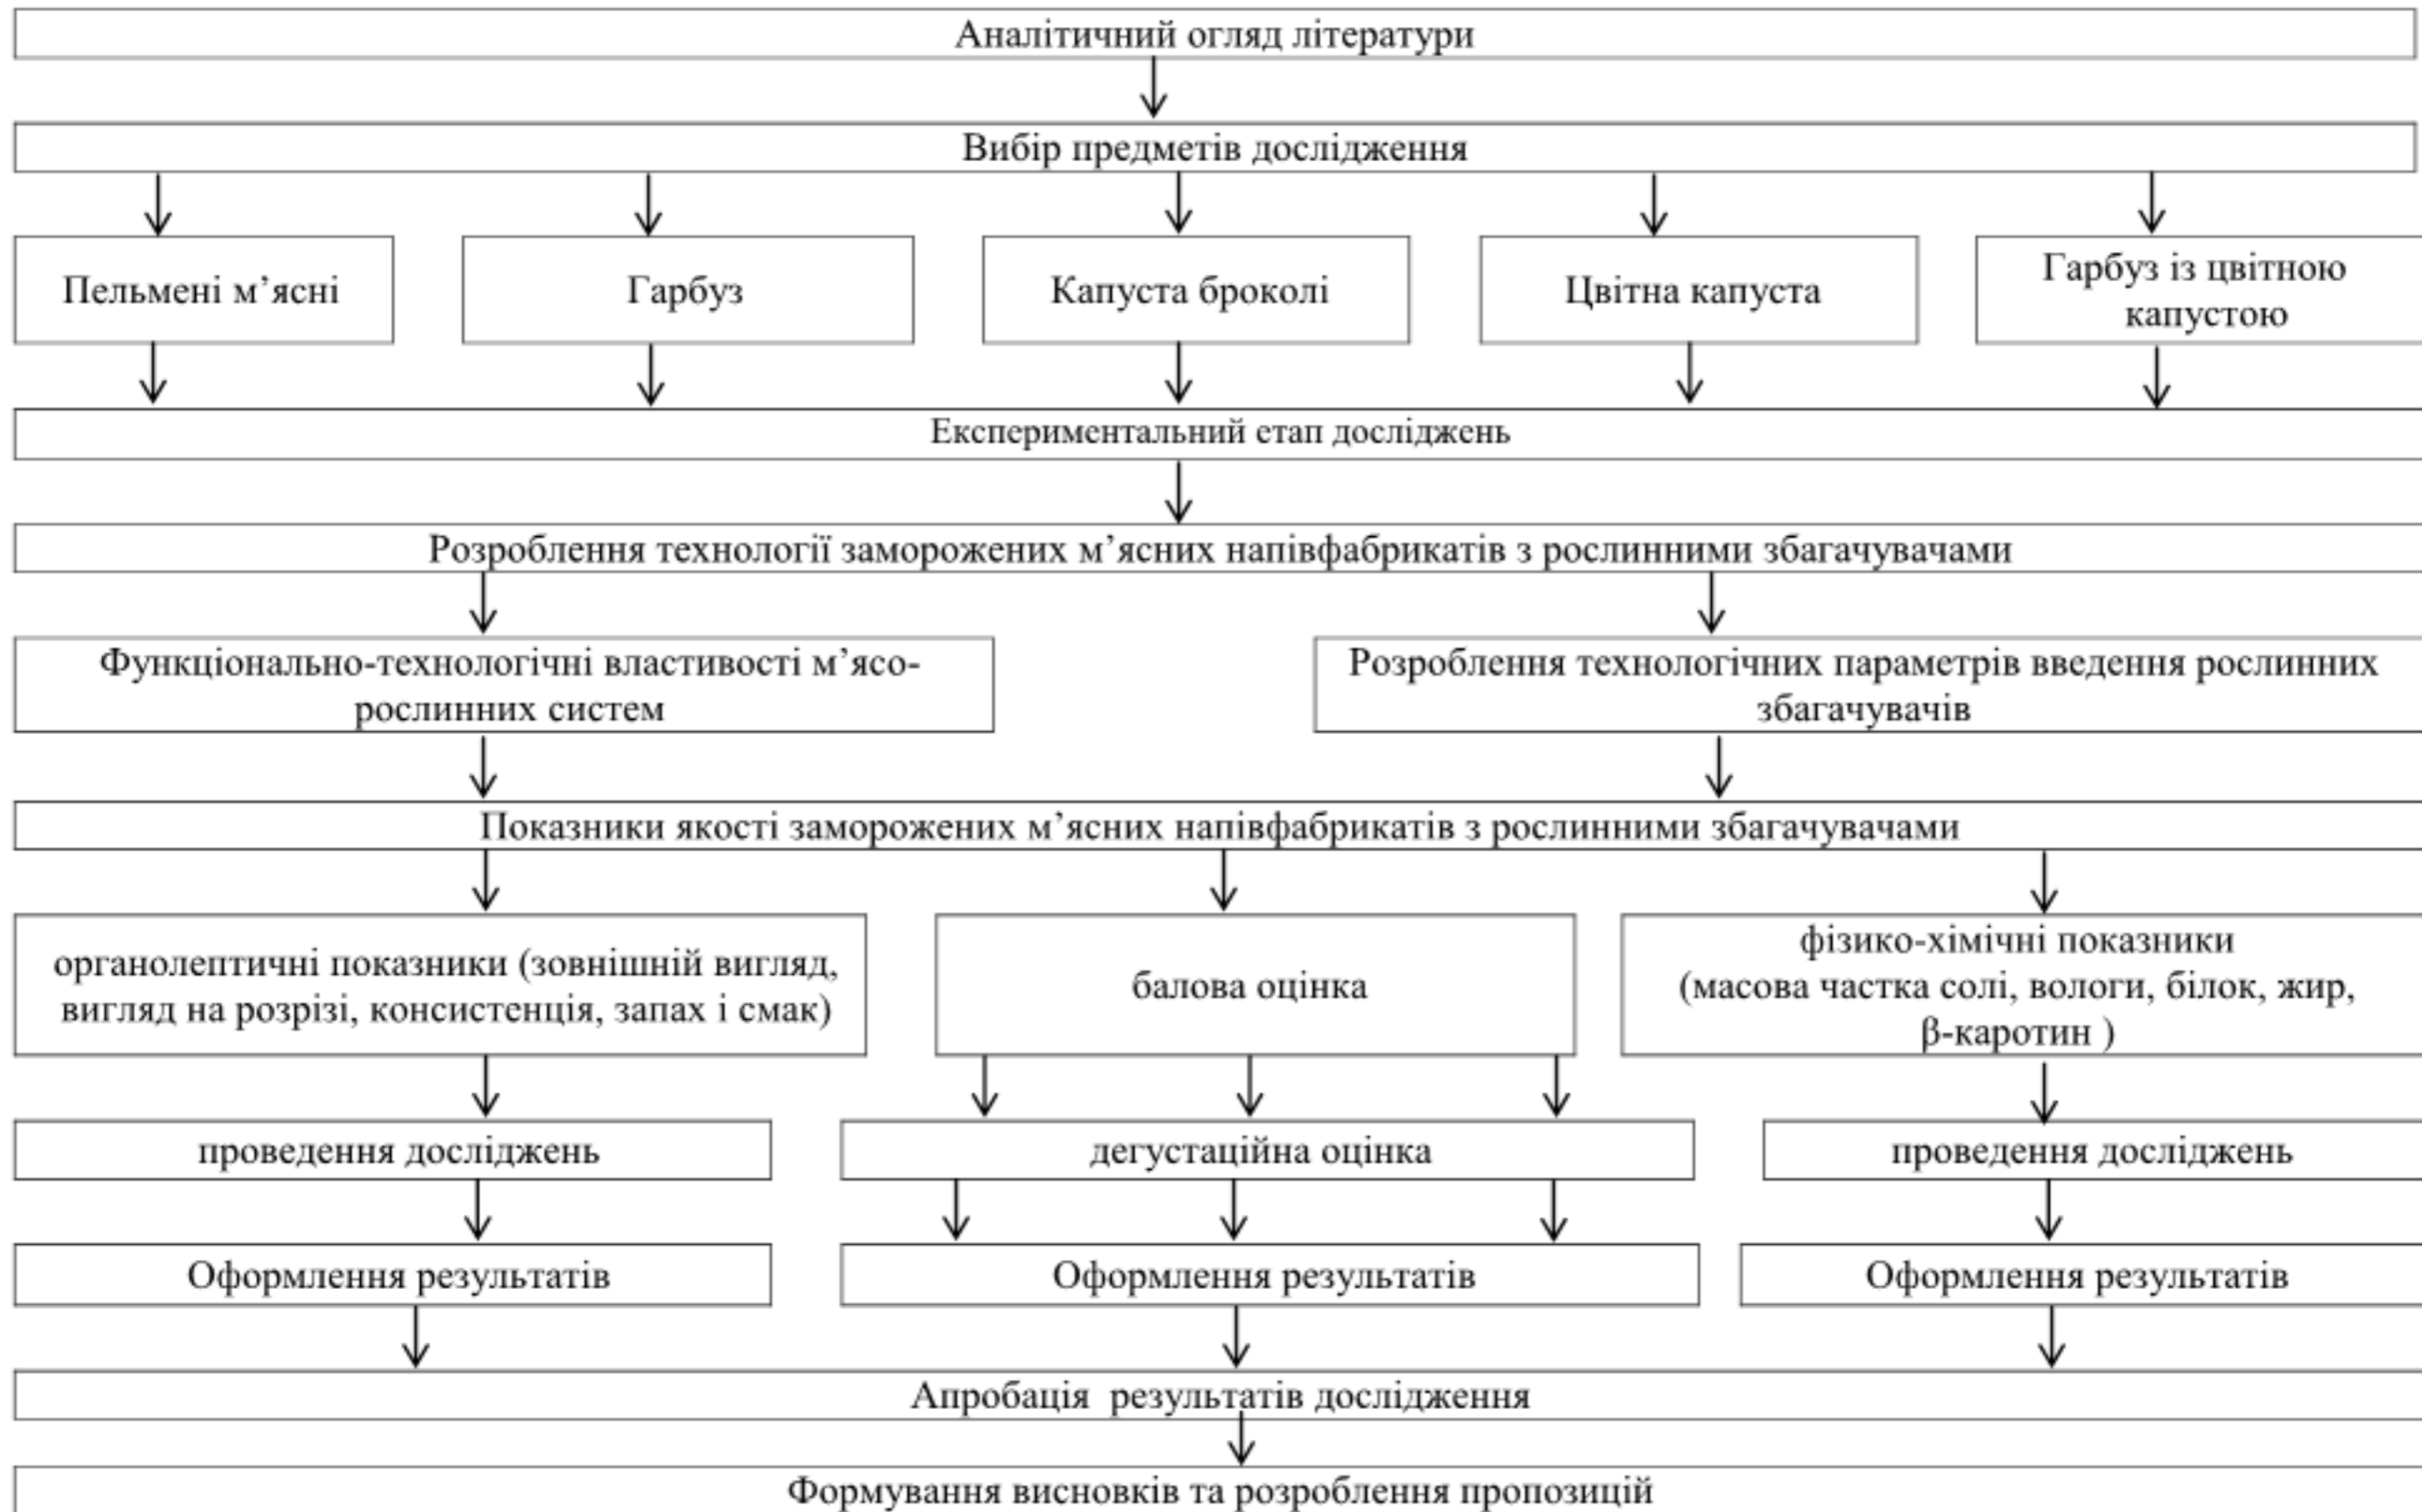 Аналітичний огляд літератури
Вибір предметів дослідження
Пельмені м’ясні
Гарбуз
Капуста броколі
Цвітна капуста
Гарбуз із цвітною
капустою
Експериментальний етап досліджень
Розроблення технології заморожених м’ясних напівфабрикатів з рослинними збагачувачами
Функціонально-технологічні властивості м’ясо-
рослинних систем
Розроблення технологічних параметрів введення рослинних
збагачувачів
Показники якості заморожених м’ясних напівфабрикатів з рослинними збагачувачами
органолептичні показники (зовнішній вигляд,
вигляд на розрізі, консистенція, запах і смак)
балова оцінка
фізико-хімічні показники
(масова частка солі, вологи, білок, жир,
β-каротин )
проведення досліджень
дегустаційна оцінка
проведення досліджень
Оформлення результатів
Оформлення результатів
Оформлення результатів
Апробація  результатів дослідження
Формування висновків та розроблення пропозицій